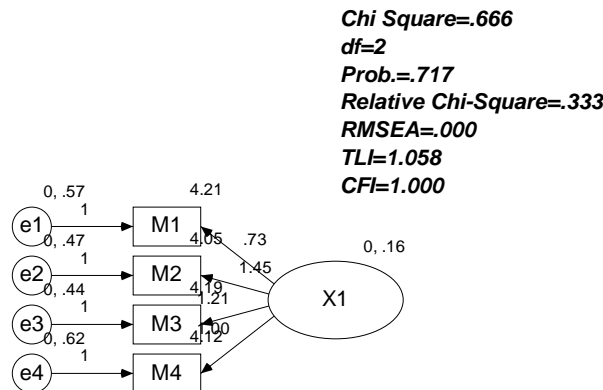 Chi Square=.666
df=2
Prob.=.717
Relative Chi-Square=.333
RMSEA=.000
TLI=1.058
CFI=1.000
0, .57
4.21
e1
1
M1
.73
0, .16
0, .47
4.05
e2
1
M2
1.45
X1
0, .44
4.19
e3
1
M3
1.21
0, .62
4.12
e4
1
M4
1.00